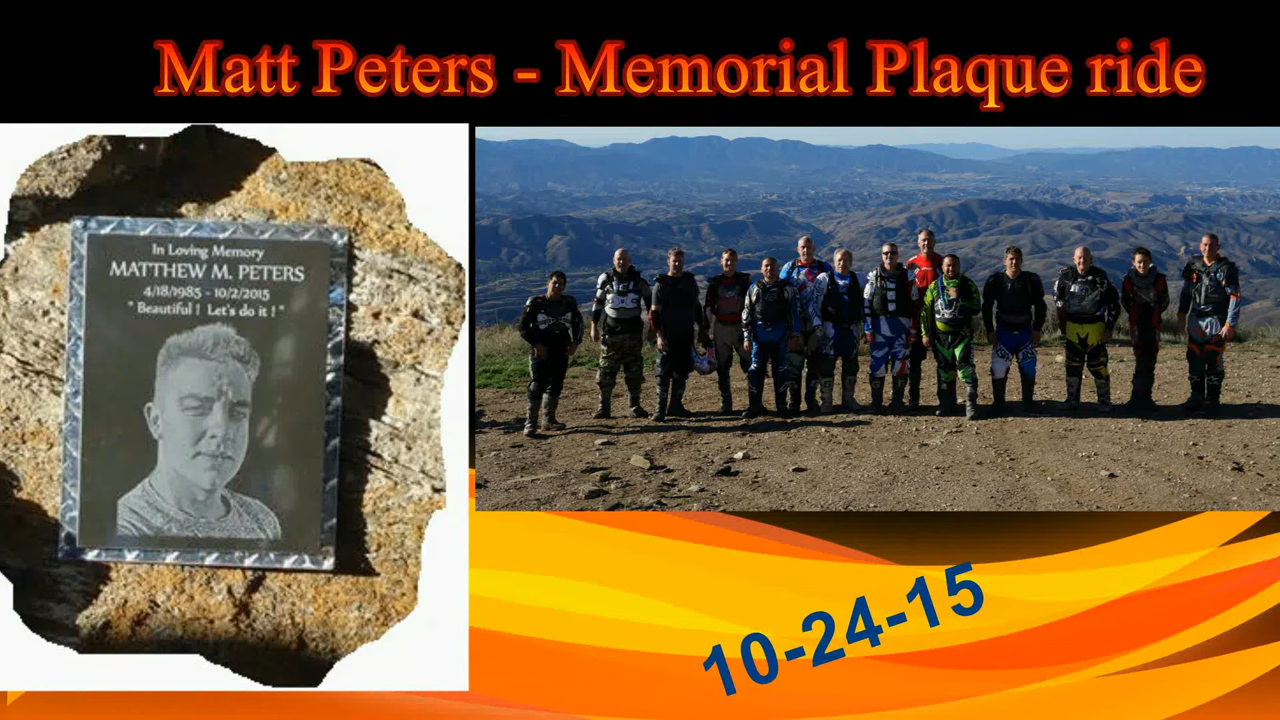 Matt Peters - Memorial Plaque ride
In Loving Memory
MATTHEW M. PETERS
4/18/1985 - 10/2/2015
" Beautiful ! Let's do it ! "
10-24-15